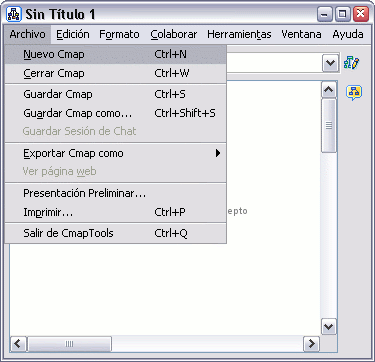 Sin Título 1
Archivo Edición Formato Colaborar Herramientas Ventana Ayuda
Nuevo Cmap Ctrl+N
Cerrar Cmap Ctrl+W
Guardar Cmap Ctrl+S
Guardar Cmap como... Ctrl+Shift+S
Guardar Sesión de Chat
Exportar Cmap como
Ver página web
Presentación Preliminar...
epto
Imprimir... Ctrl+P
Salir de CmapTools Ctrl+Q